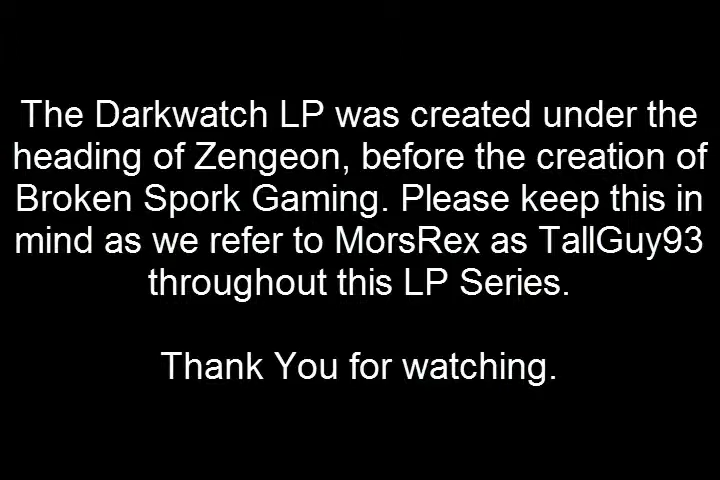 The Darkwatch LP was created under the
heading of Zengeon, before the creation of
Broken Spork Gaming. Please keep this in
mind as we refer to MorsRex as TallGuy93
throughout this LP Series.
Thank You for watching.